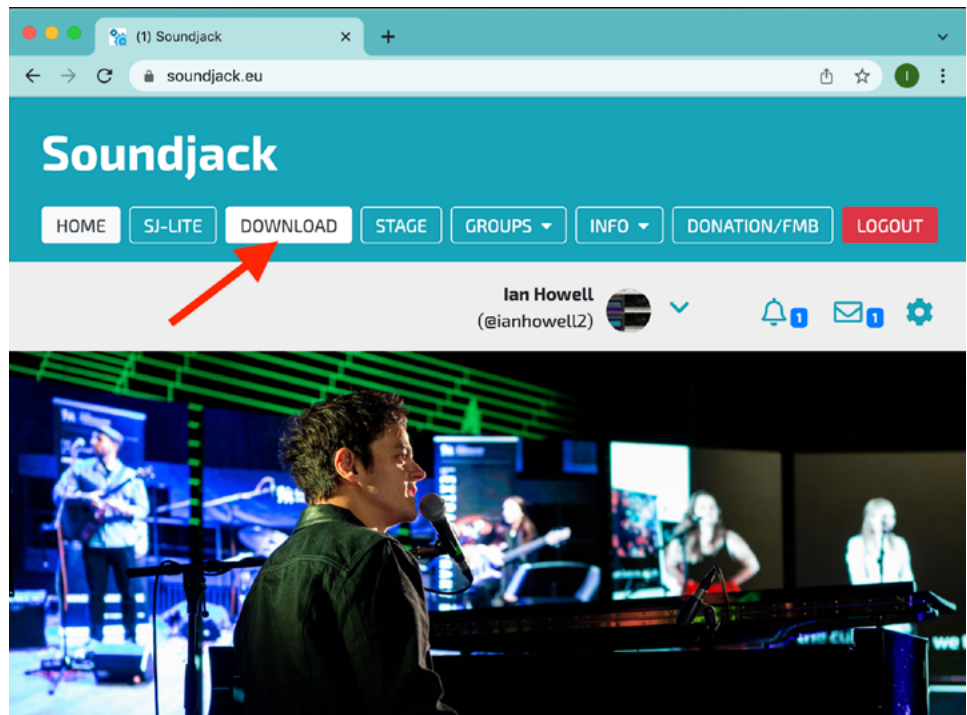 (1) Soundjack
soundjack.eu
I
Soundjack
HOME SJ-LITE DOWNLOAD STAGE GROUPS INFO DONATION/FMB LOGOUT
Ian Howell
(@ianhowell2)
1 1
we